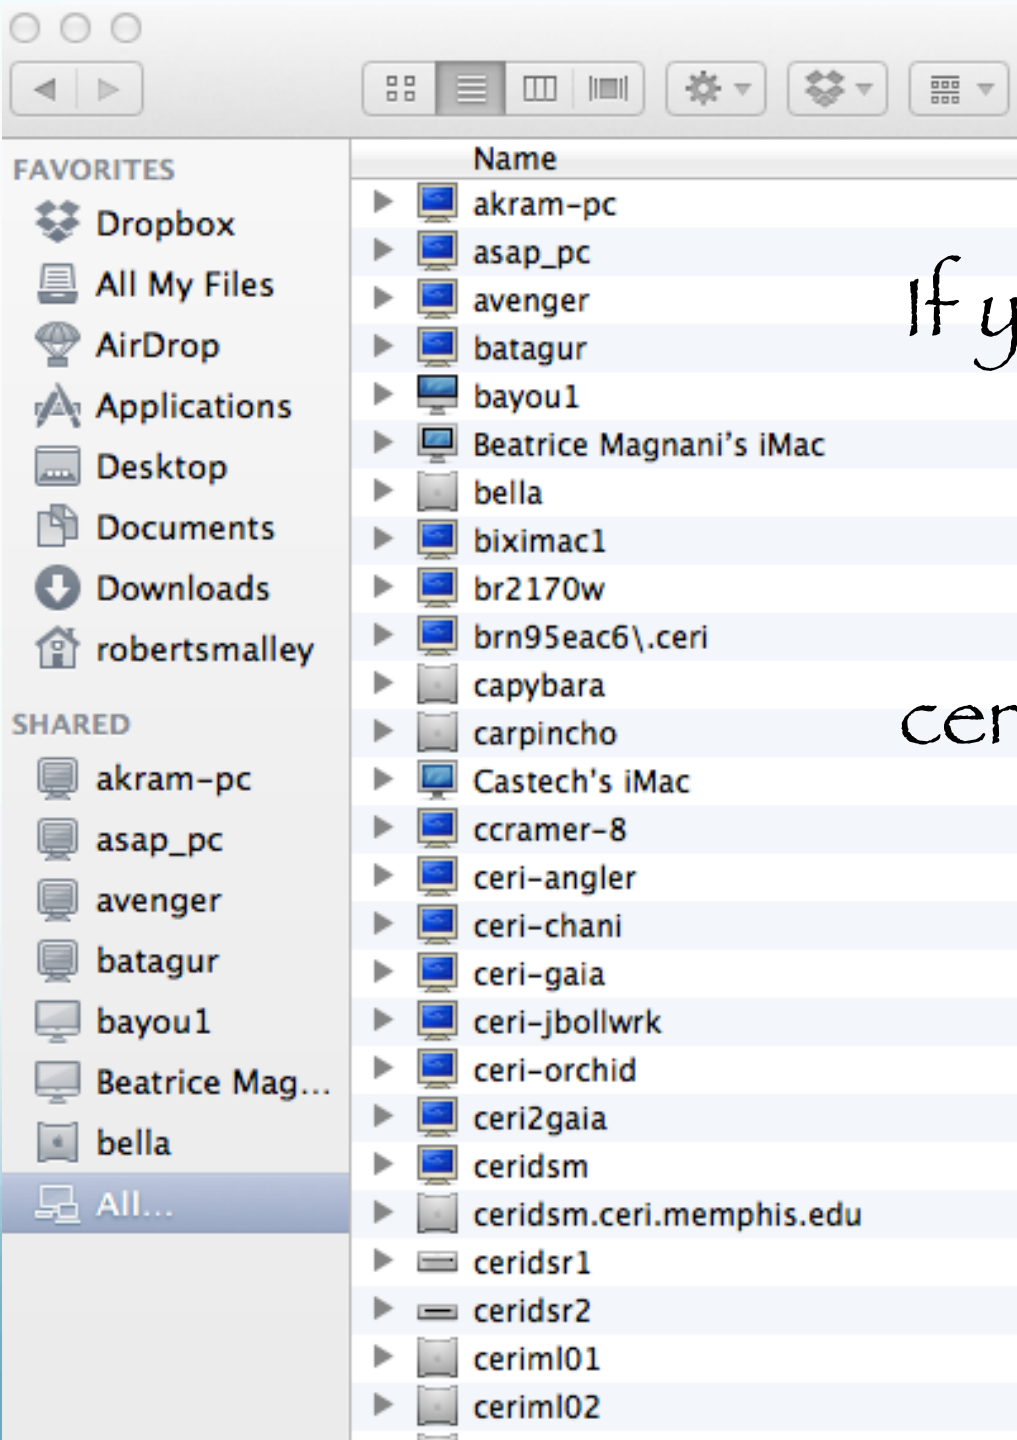 FAVORITES
Dropbox
All My Files
AirDrop
Applications
Desktop
Documents
Downloads
robertsmalley
SHARED
akram-pc
asap_pc
avenger
batagur
bayou1
Beatrice Mag...
bella
All...
Name
akram-pc
asap_pc
avenger
batagur
bayou1
Beatrice Magnani's iMac
bella
biximac1
br2170w
brn95eac6\.ceri
capybara
carpincho
Castech's iMac
ccramer-8
ceri-angler
ceri-chani
ceri-gaia
ceri-jbollwrk
ceri-orchid
ceri2gaia
ceridsm
ceridsm.ceri.memphis.edu
ceridsr1
ceridsr2
ceriml01
ceriml02
If y
cer